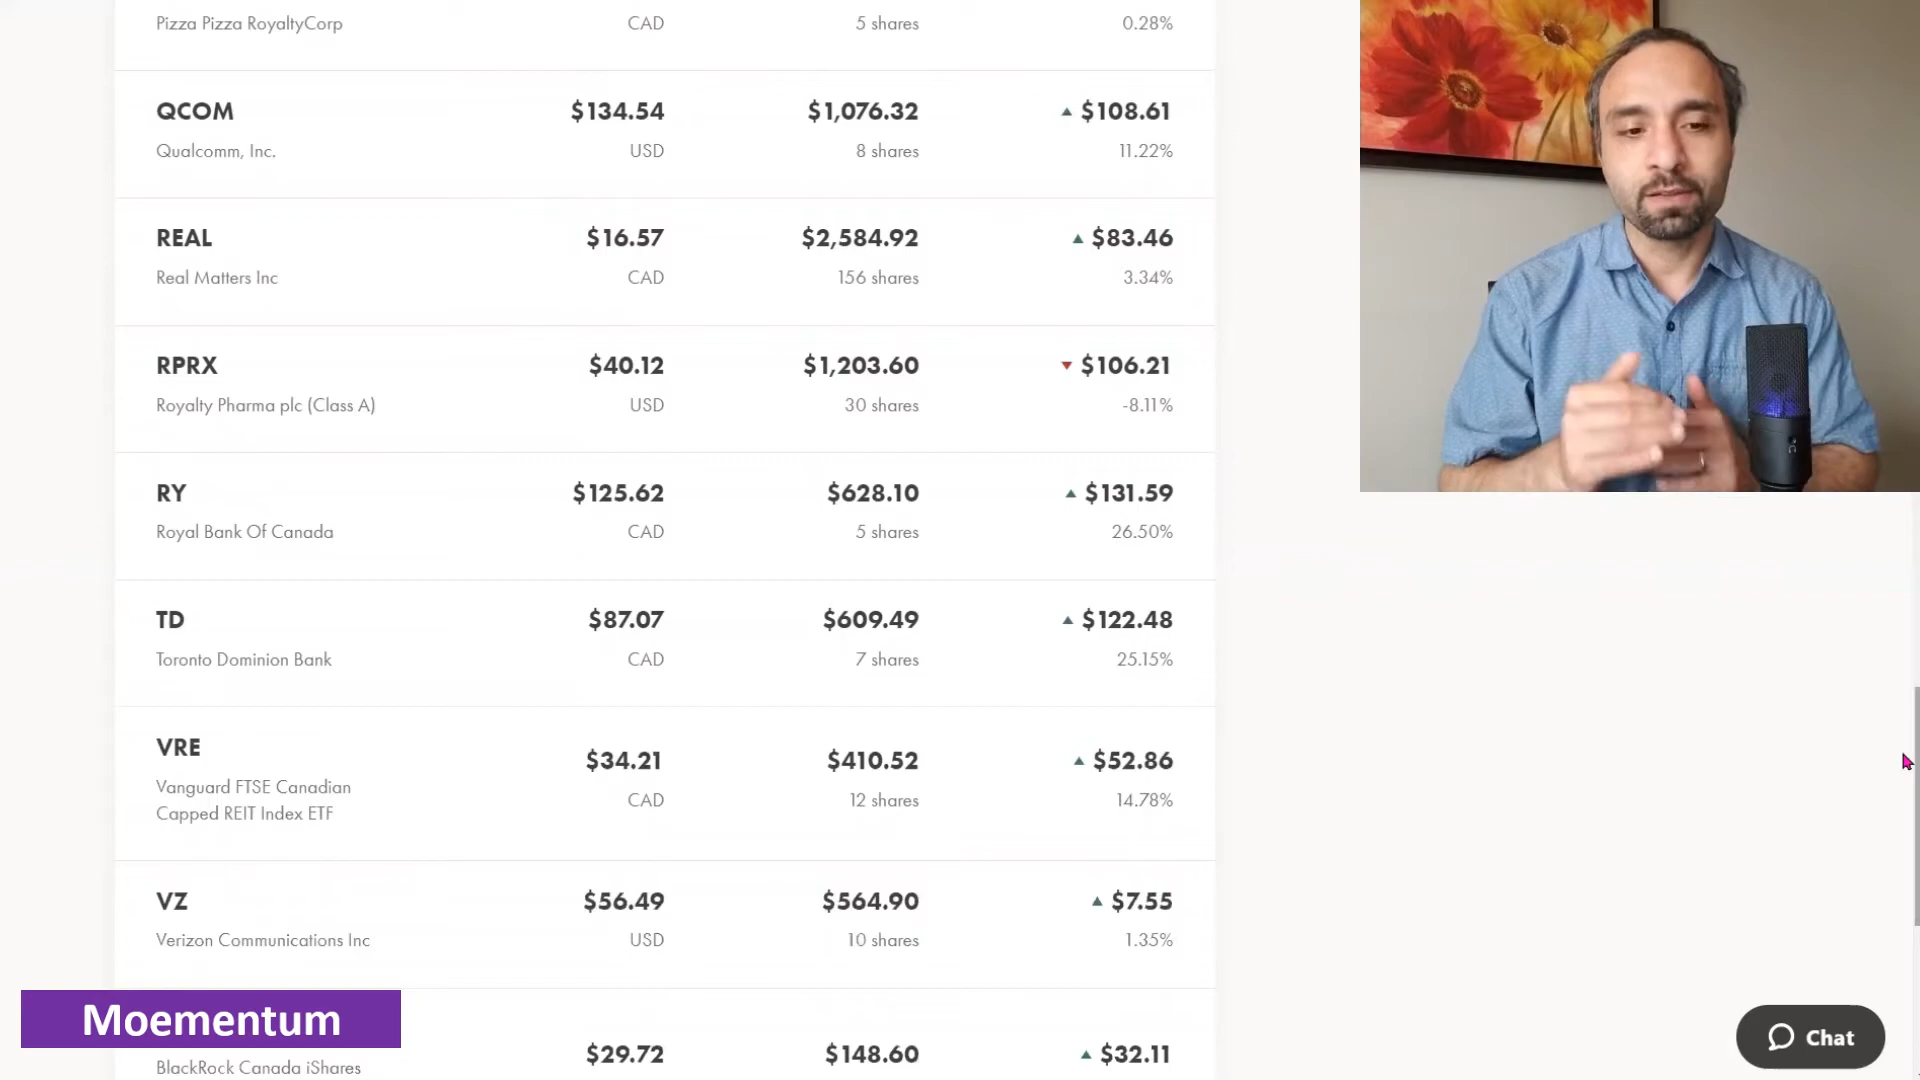 Pizza Pizza RoyaltyCorp CAD 5 shares 0.28%
QCOM $134.54 $1,076.32 $108.61
Qualcomm, Inc. USD 8 shares 11.22%
REAL $16.57 $2,584.92 $83.46
Real Matters Inc CAD 156 shares 3.34%
RPRX $40.12 $1,203.60 $106.21
Royalty Pharma plc (Class A) USD 30 shares -8.11%
RY $125.62 $628.10 $131.59
Royal Bank Of Canada CAD 5 shares 26.50%
TD $87.07 $609.49 $122.48
Toronto Dominion Bank CAD 7 shares 25.15%
VRE $34.21 $410.52 $52.86
Vanguard FTSE Canadian CAD 12 shares 14.78%
Capped REIT Index ETF
VZ $56.49 $564.90 $7.55
Verizon Communications Inc USD 10 shares 1.35%
Moementum
$29.72 $148.60 $32.11
BlackRock Canada iShares
Chat